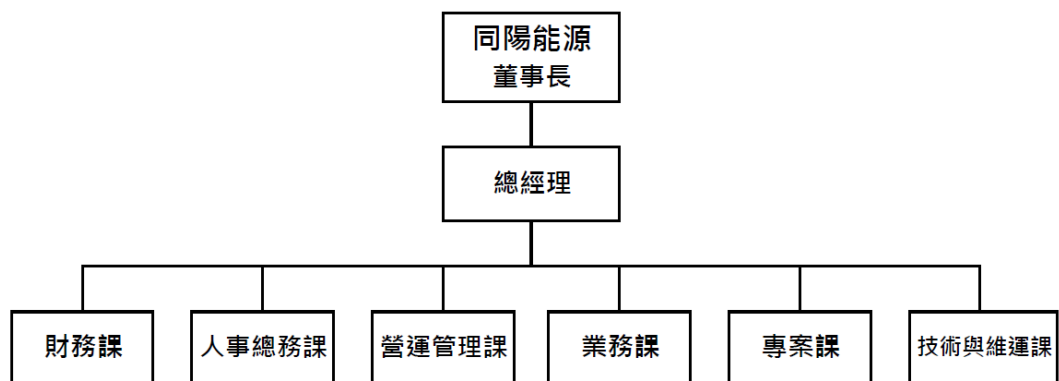 同陽能源
董事長
總經理
財務課
人事總務課
營運管理課
業務課
專案課
技術與維運課